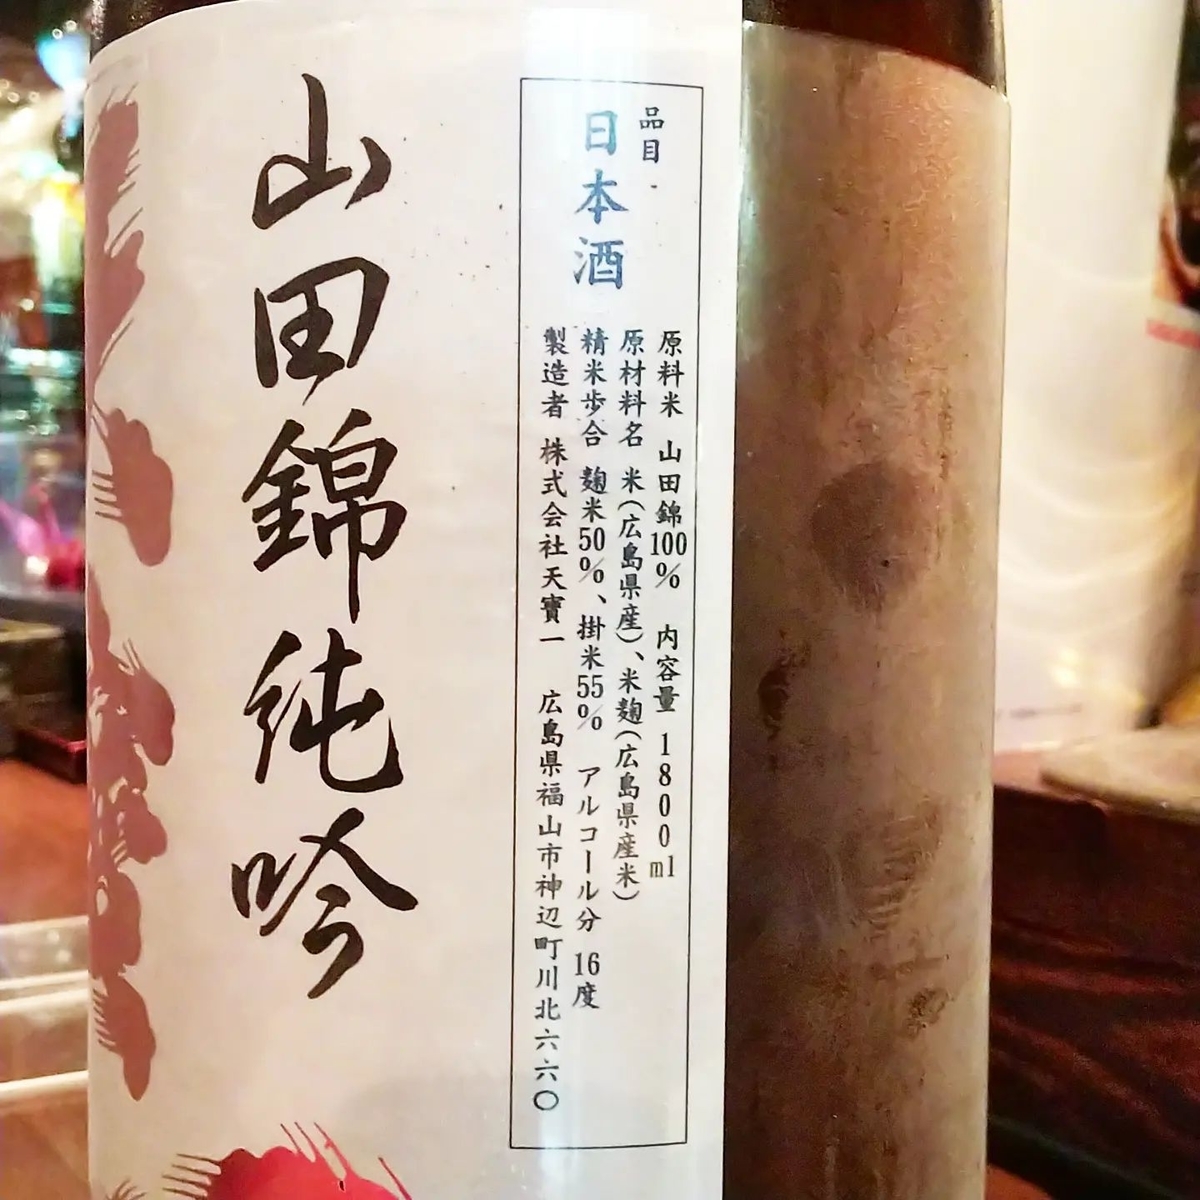 品目
日本酒
原料米 山田錦100% 内容量 1800ml
原材料名 米(広島県産)、米麹(広島県産米)
精米歩合 麹米50%、掛米55% アルコール分 16度
製造者 株式会社天寶一 広島県福山市神辺町川北六六〇
山田錦純吟